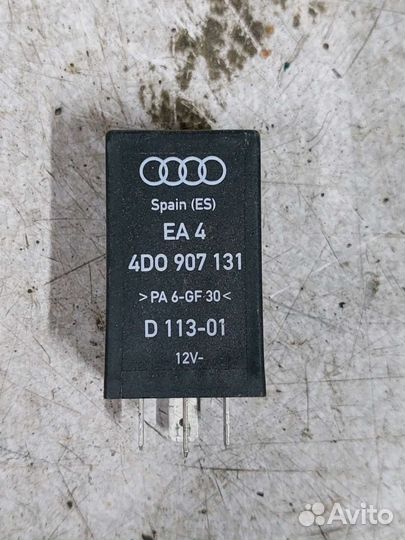 Spain (ES)
EA 4
4D0 907 131
>PA 6-GF 30<
D 113-01
12V-
Avito